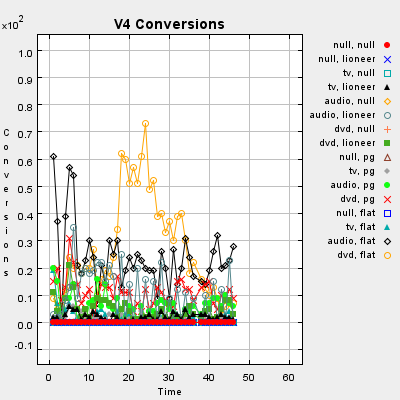 V4 Conversions
×10²
1.0
0.9
0.8
0.7
0.6
0.5
0.4
0.3
0.2
0.1
0.0
-0.1
Conversions
0 10 20 30 40 50 60
Time
null, null
null, lioneer
tv, null
tv, lioneer
audio, null
audio, lioneer
dvd, null
dvd, lioneer
null, pg
tv, pg
audio, pg
dvd, pg
null, flat
tv, flat
audio, flat
dvd, flat